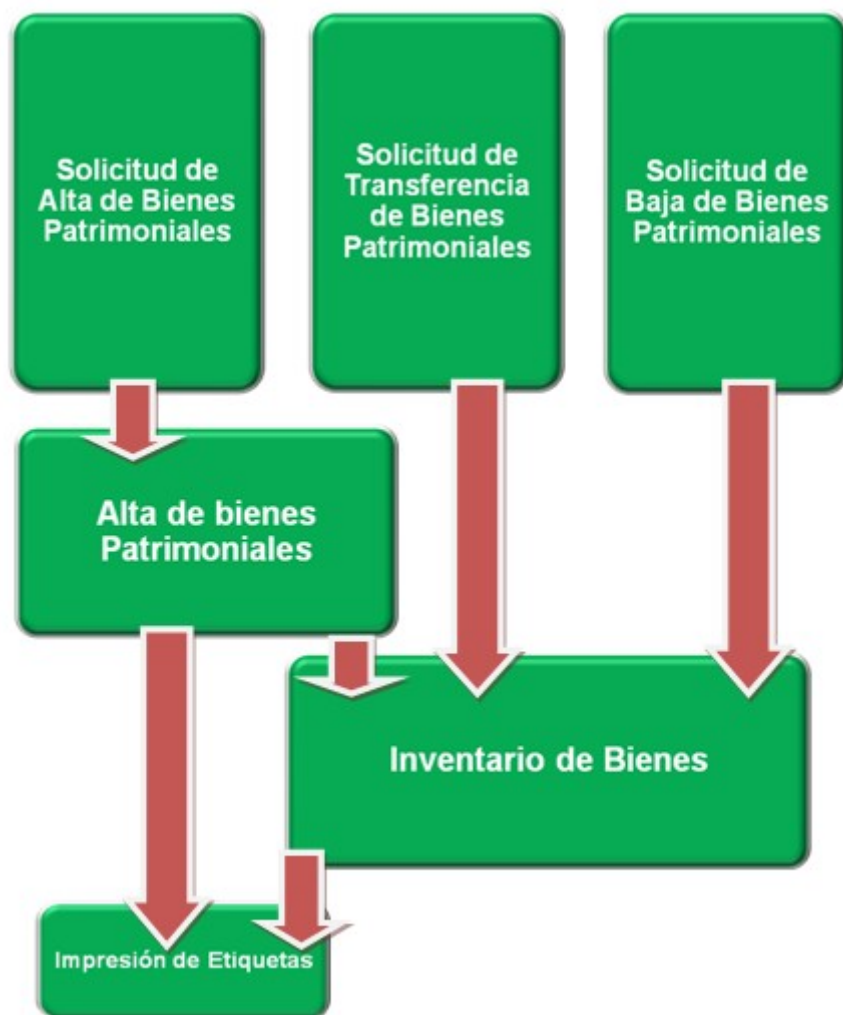 Solicitud de
Alta de Bienes
Patrimoniales
Solicitud de
Transferencia
de Bienes
Patrimoniales
Solicitud de
Baja de Bienes
Patrimoniales
Alta de bienes
Patrimoniales
Inventario de Bienes
Impresión de Etiquetas